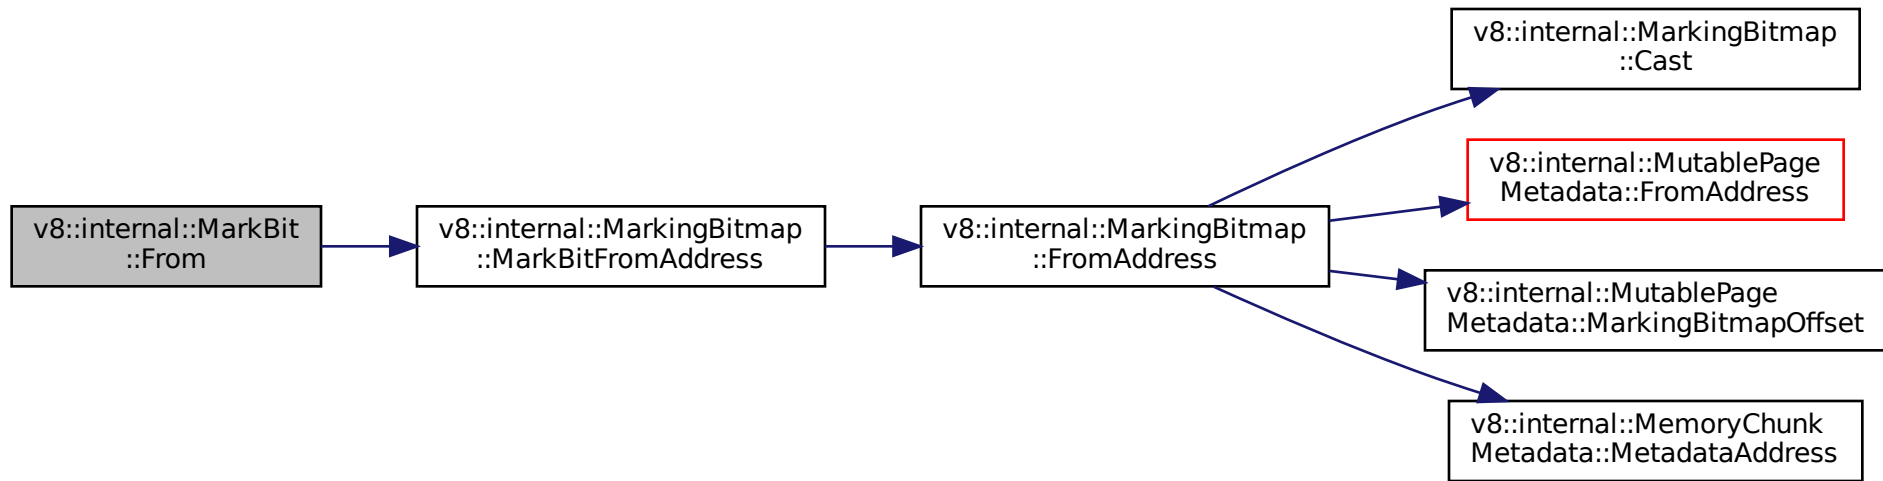 v8::internal::MarkBit
::From
v8::internal::MarkingBitmap
::MarkBitFromAddress
v8::internal::MarkingBitmap
::FromAddress
v8::internal::MarkingBitmap
::Cast
v8::internal::MutablePage
Metadata::FromAddress
v8::internal::MutablePage
Metadata::MarkingBitmapOffset
v8::internal::MemoryChunk
Metadata::MetadataAddress